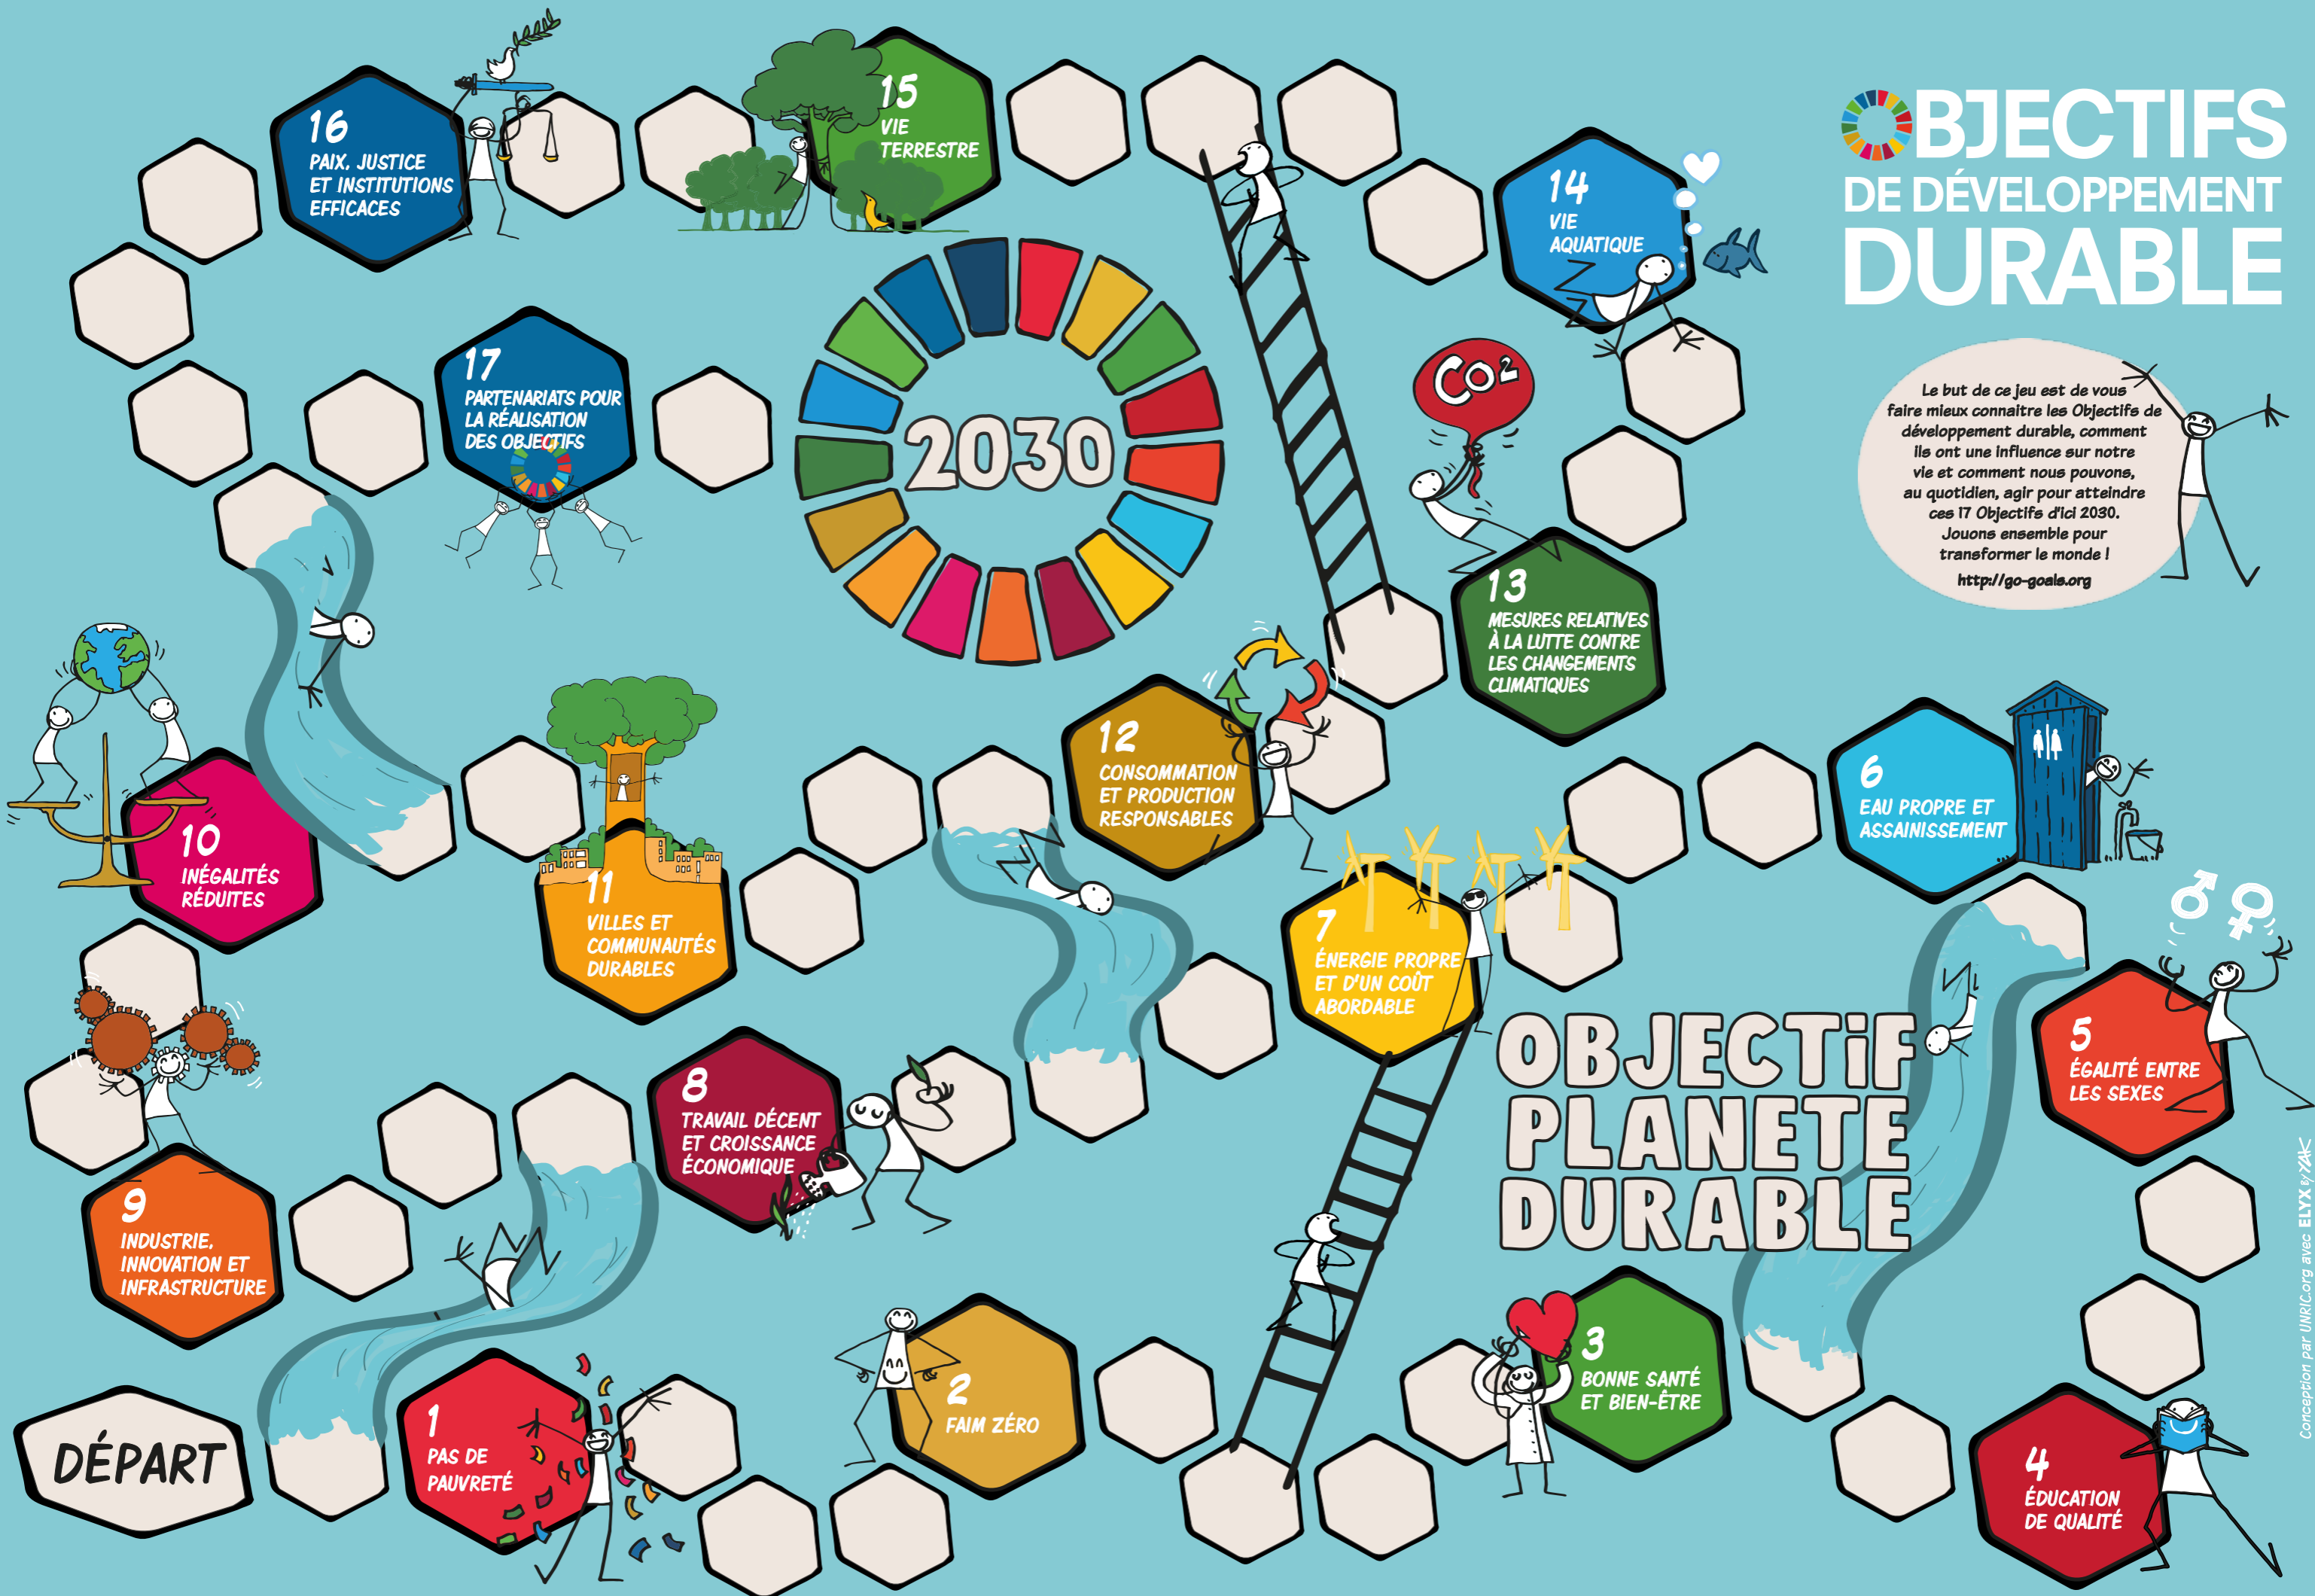 OBJECTIFS
DE DÉVELOPPEMENT
DURABLE
Le but de ce jeu est de vous
faire mieux connaitre les Objectifs de
développement durable, comment
ils ont une influence sur notre
vie et comment nous pouvons,
au quotidien, agir pour atteindre
ces 17 Objectifs d'ici 2030.
Jouons ensemble pour
transformer le monde !
http://go-goals.org
16
PAIX, JUSTICE
ET INSTITUTIONS
EFFICACES
15
VIE
TERRESTRE
14
VIE
AQUATIQUE
17
PARTENARIATS POUR
LA RÉALISATION
DES OBJECTIFS
2030
CO²
13
MESURES RELATIVES
À LA LUTTE CONTRE
LES CHANGEMENTS
CLIMATIQUES
12
CONSOMMATION
ET PRODUCTION
RESPONSABLES
6
EAU PROPRE ET
ASSAINISSEMENT
10
INÉGALITÉS
RÉDUITES
11
VILLES ET
COMMUNAUTÉS
DURABLES
7
ÉNERGIE PROPRE
ET D'UN COÛT
ABORDABLE
5
ÉGALITÉ ENTRE
LES SEXES
OBJECTiF
PLANETE
DURABLE
8
TRAVAIL DÉCENT
ET CROISSANCE
ÉCONOMIQUE
9
INDUSTRIE,
INNOVATION ET
INFRASTRUCTURE
DÉPART
1
PAS DE
PAUVRETÉ
2
FAIM ZÉRO
3
BONNE SANTÉ
ET BIEN-ÊTRE
4
ÉDUCATION
DE QUALITÉ
Conception par UNRIC.org avec ELYX by YAK